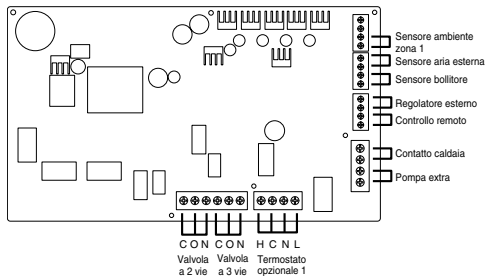 Sensore ambiente
zona 1
Sensore aria esterna
Sensore bollitore
Regolatore esterno
Controllo remoto
Contatto caldaia
Pompa extra
C O N C O N H C N L
Valvola
a 2 vie
Valvola
a 3 vie
Termostato
opzionale 1